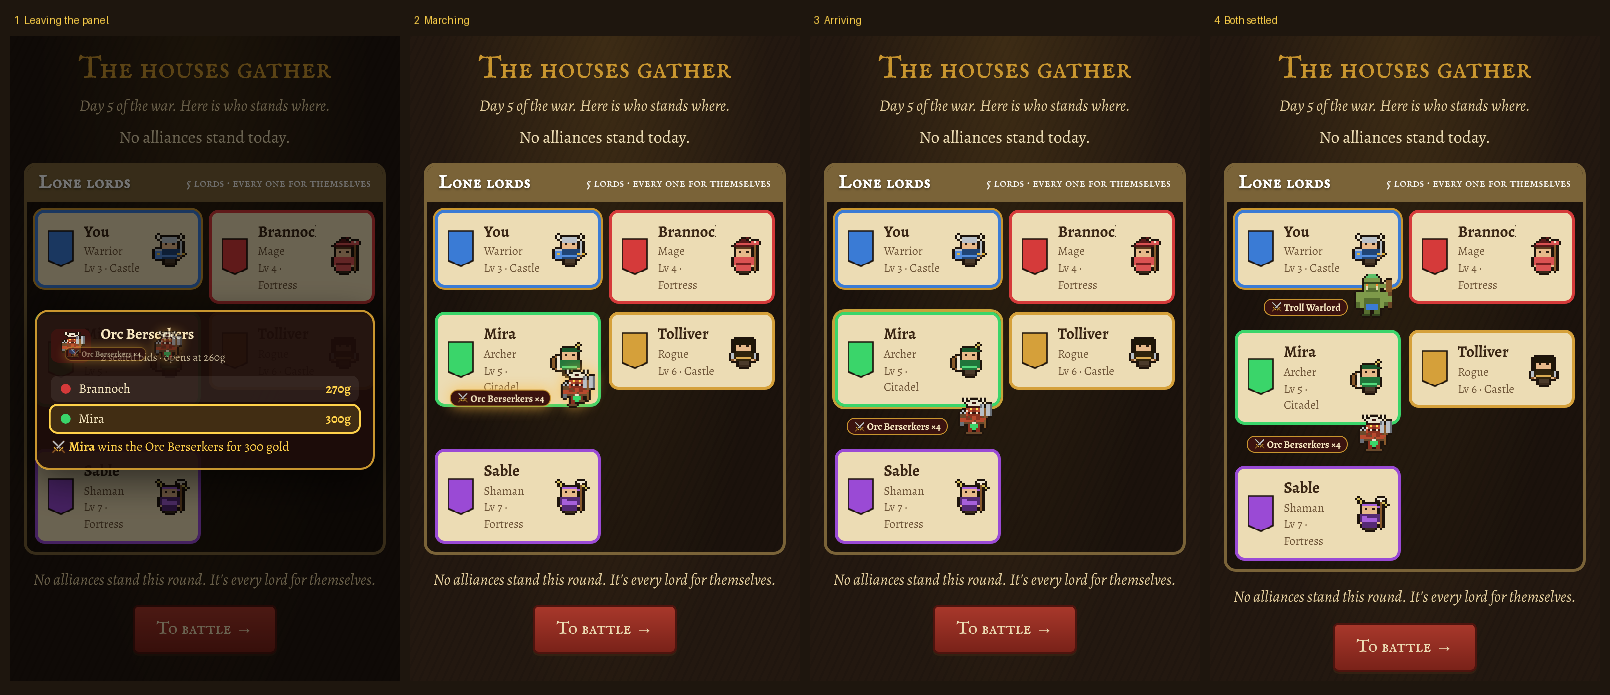 1 Leaving the panel
The houses gather
Day 5 of the war. Here is who stands where.
No alliances stand today.
Lone lords
5 lords · every one for themselves
You
Warrior
Lv 3 · Castle
Brannoc
Mage
Lv 4 ·
Fortress
Orc Berserkers
Orc Berserkers ×4
2 sealed bids · opens at 260g
Tolliver
Brannoch
270g
Mira
300g
Mira wins the Orc Berserkers for 300 gold
Sable
Shaman
Lv 7 ·
Fortress
No alliances stand this round. It's every lord for themselves.
To battle →
2 Marching
The houses gather
Day 5 of the war. Here is who stands where.
No alliances stand today.
Lone lords
5 lords · every one for themselves
You
Warrior
Lv 3 · Castle
Brannoc
Mage
Lv 4 ·
Fortress
Mira
Archer
Lv 5 ·
Citadel
Orc Berserkers ×4
Tolliver
Rogue
Lv 6 · Castle
Sable
Shaman
Lv 7 ·
Fortress
No alliances stand this round. It's every lord for themselves.
To battle →
3 Arriving
The houses gather
Day 5 of the war. Here is who stands where.
No alliances stand today.
Lone lords
5 lords · every one for themselves
You
Warrior
Lv 3 · Castle
Brannoc
Mage
Lv 4 ·
Fortress
Mira
Archer
Lv 5 ·
Citadel
Tolliver
Rogue
Lv 6 · Castle
Orc Berserkers ×4
Sable
Shaman
Lv 7 ·
Fortress
No alliances stand this round. It's every lord for themselves.
To battle →
4 Both settled
The houses gather
Day 5 of the war. Here is who stands where.
No alliances stand today.
Lone lords
5 lords · every one for themselves
You
Warrior
Lv 3 · Castle
Brannoc
Mage
Lv 4 ·
Fortress
Troll Warlord
Mira
Archer
Lv 5 ·
Citadel
Tolliver
Rogue
Lv 6 · Castle
Orc Berserkers ×4
Sable
Shaman
Lv 7 ·
Fortress
No alliances stand this round. It's every lord for themselves.
To battle →